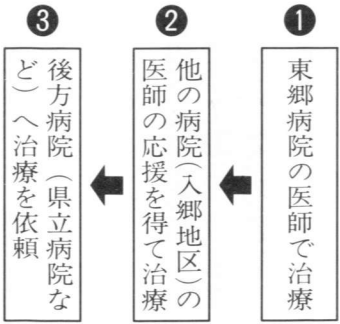 ❶
東郷病院の医師で治療
❷
他の病院（入郷地区）の
医師の応援を得て治療
❸
後方病院（県立病院な
ど）へ治療を依頼